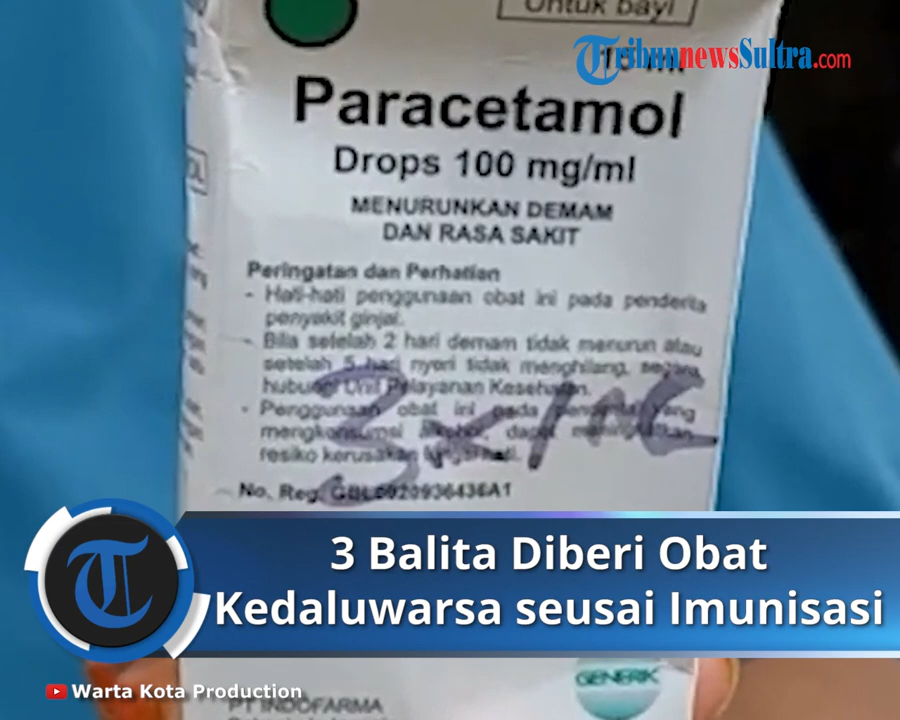 Untuk bayi
TribunnewsSultra.com
Paracetamol
Drops 100 mg/ml
MENURUNKAN DEMAM
DAN RASA SAKIT
Peringatan dan Perhatian
- Hati-hati penggunaan obat ini pada penderita
penyakit ginjal.
- Bila setelah 2 hari demam tidak menurun atau
setelah 5 hari nyeri tidak menghilang, segera
hubungi Unit Pelayanan Kesehatan.
- Penggunaan obat ini pada penderita yang
mengkonsumsi alkohol, dapat meningkatkan
resiko kerusakan fungsi hati.
No. Reg. GBL0920936436A1
3 Balita Diberi Obat
Kedaluwarsa seusai Imunisasi
Warta Kota Production
GENERIK
PT INDOFARMA